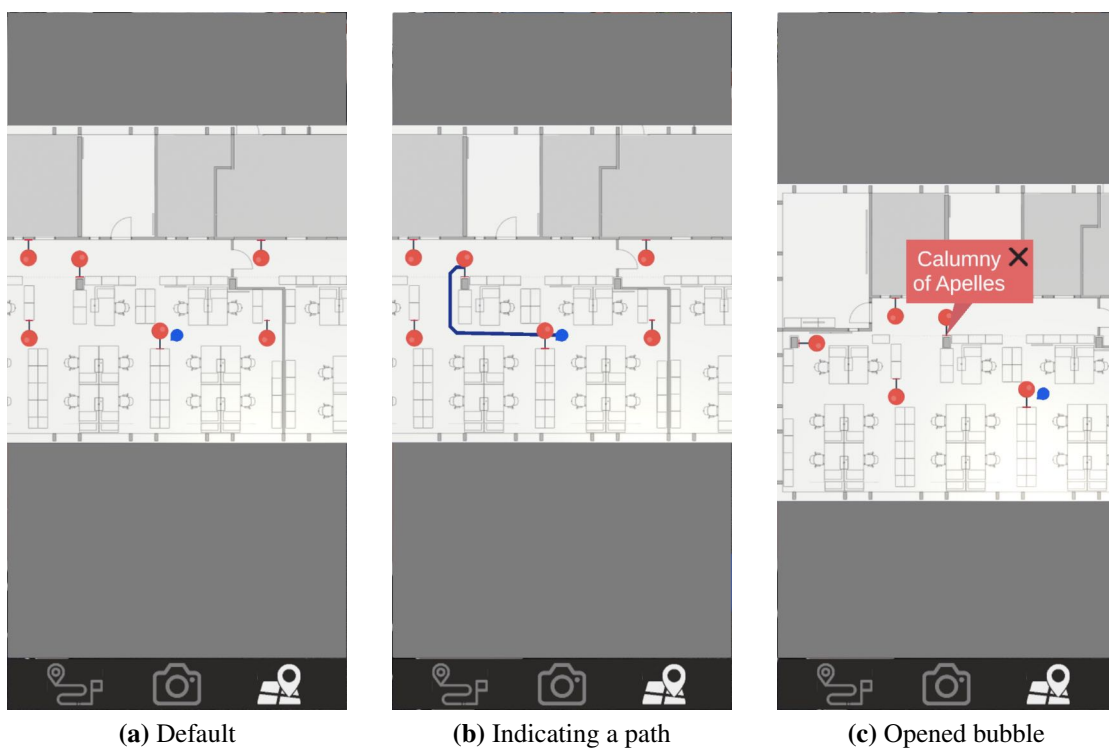 Calumny
of Apelles
(a) Default
(b) Indicating a path
(c) Opened bubble